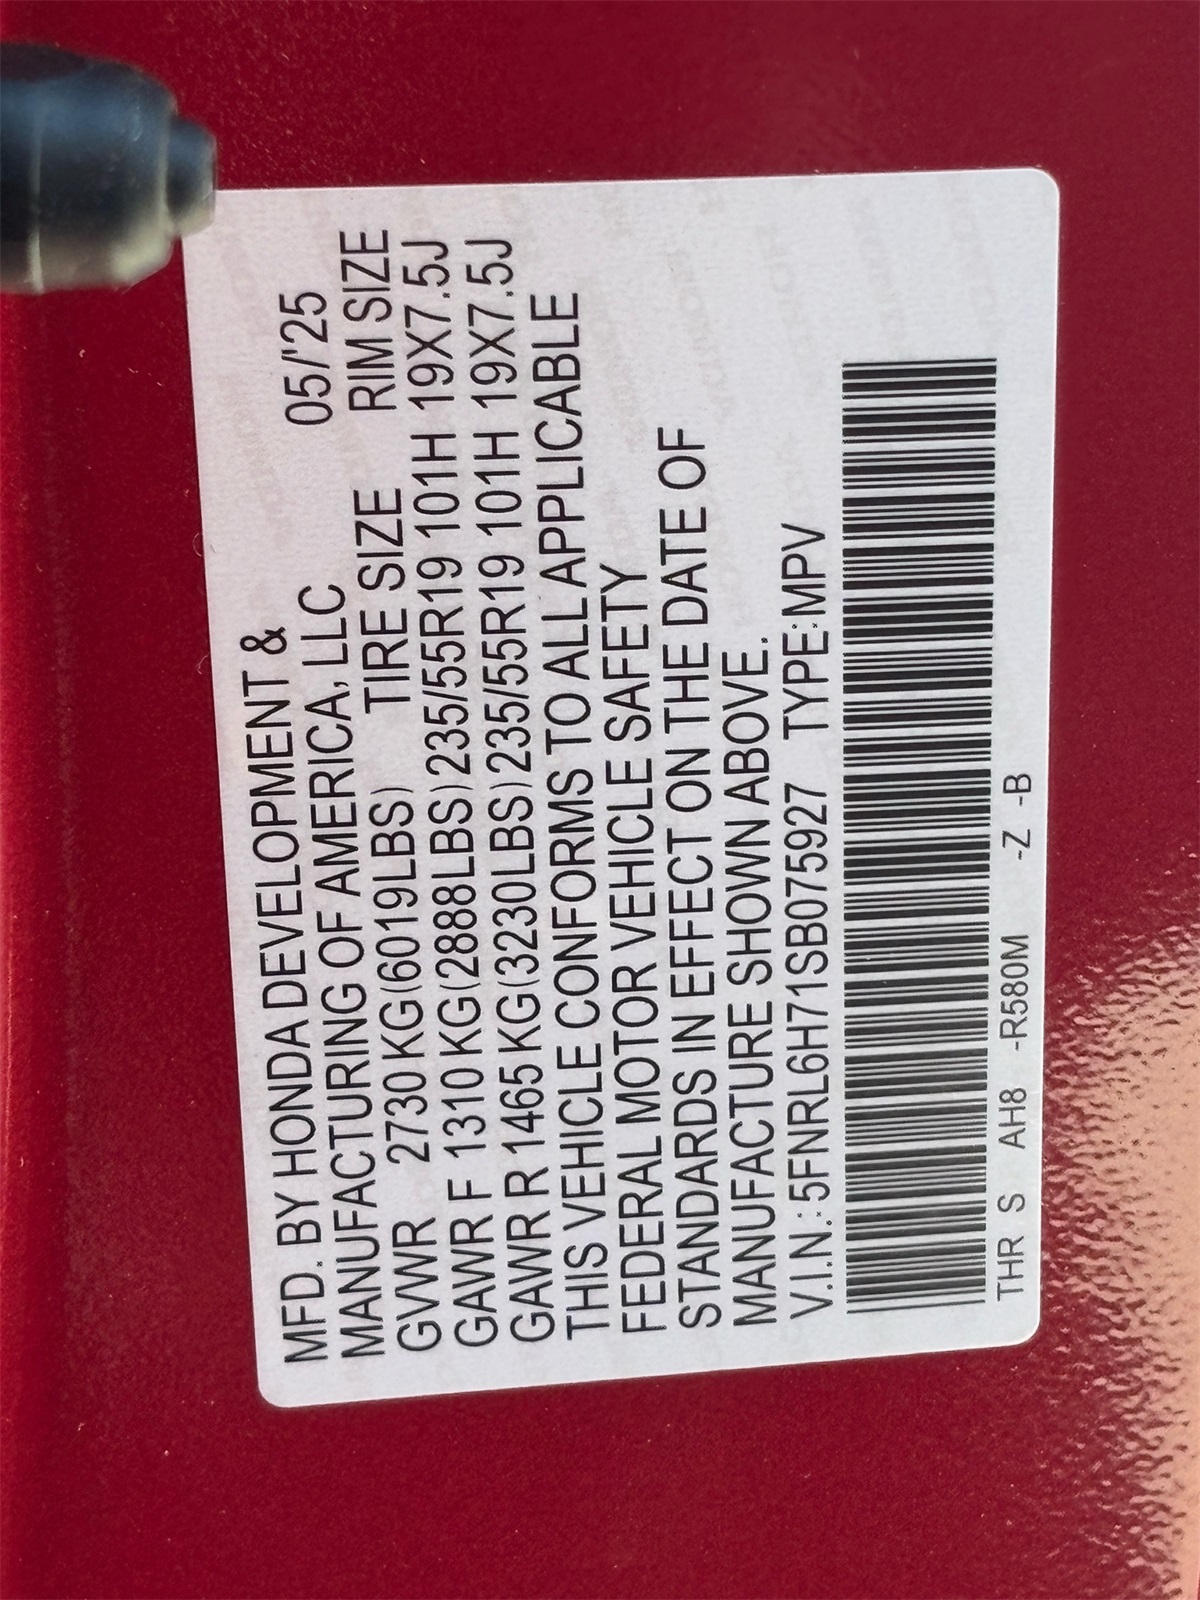 MFD. BY HONDA DEVELOPMENT &
MANUFACTURING OF AMERICA, LLC 05/'25
GVWR 2730 KG(6019LBS) TIRE SIZE RIM SIZE
GAWR F 1310 KG(2888LBS) 235/55R19 101H 19X7.5J
GAWR R 1465 KG(3230LBS) 235/55R19 101H 19X7.5J
THIS VEHICLE CONFORMS TO ALL APPLICABLE
FEDERAL MOTOR VEHICLE SAFETY
STANDARDS IN EFFECT ON THE DATE OF
MANUFACTURE SHOWN ABOVE.
V.I.N.:5FNRL6H71SB075927 TYPE:MPV
THR S AH8 -R580M -Z -B